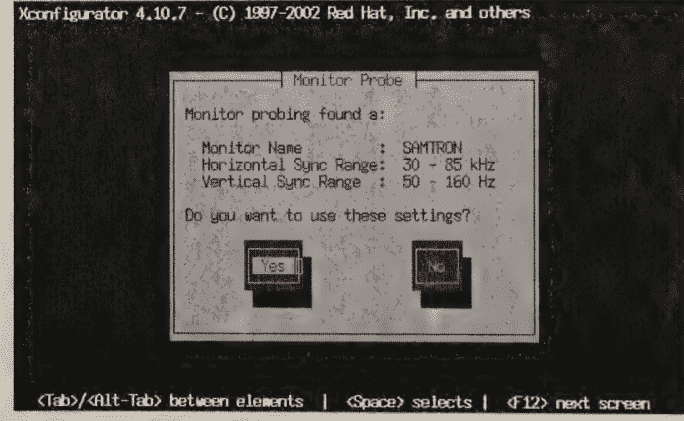 Xconfigurator 4.10.7 - (C) 1997-2002 Red Hat, Inc. and others
Monitor Probe
Monitor probing found a:
Monitor Name : SAMTRON
Horizontal Sync Range: 30 - 85 kHz
Vertical Sync Range : 50 - 160 Hz
Do you want to use these settings?
Yes No
<Tab>/<Alt-Tab> between elements | <Space> selects | <F12> next screen